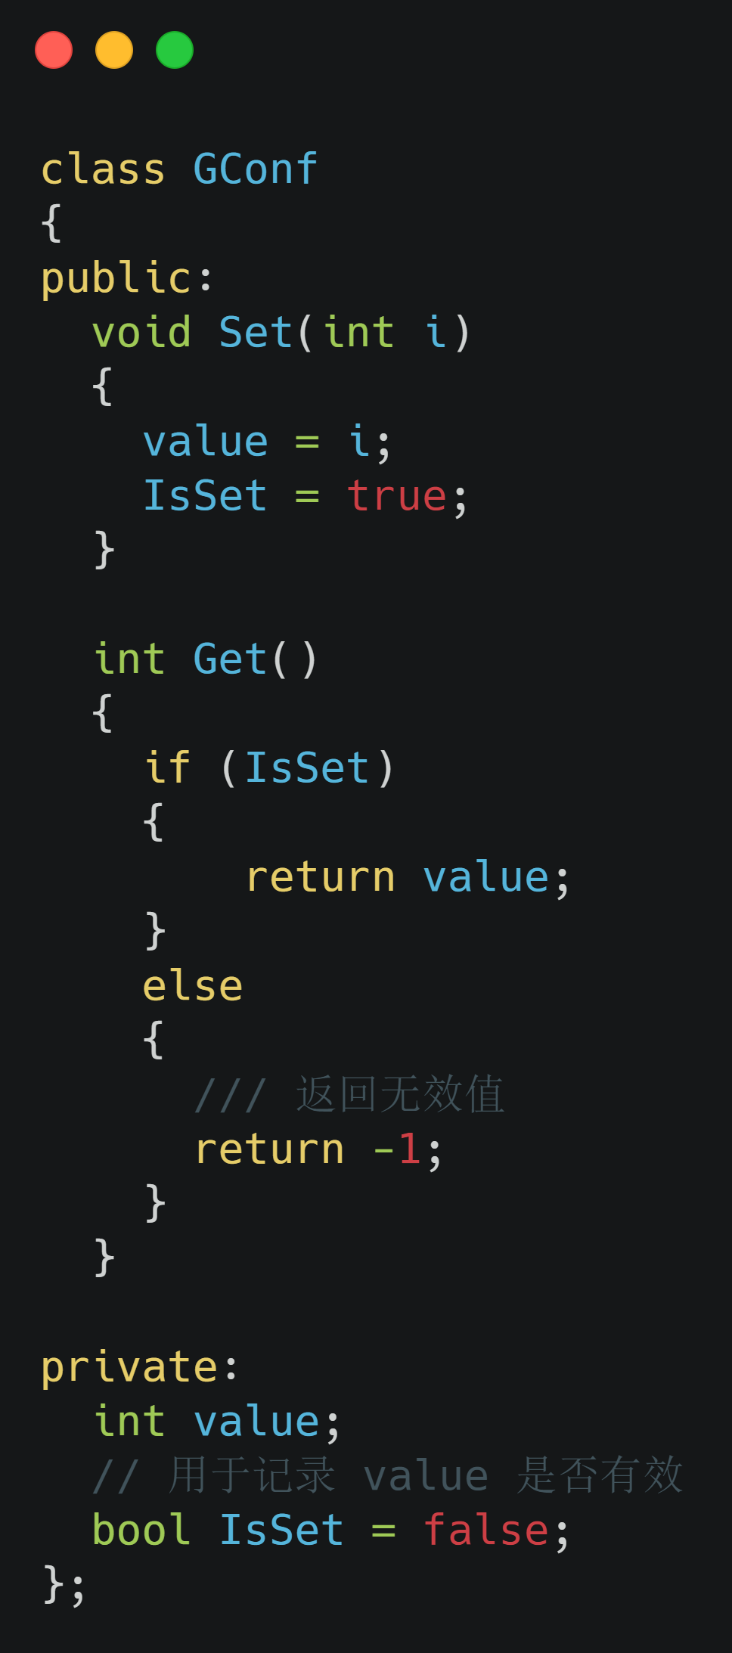 class GConf
{
public:
  void Set(int i)
  {
    value = i;
    IsSet = true;
  }

  int Get()
  {
    if (IsSet)
    {
        return value;
    }
    else
    {
      /// 返回无效值
      return -1;
    }
  }

private:
  int value;
  // 用于记录 value 是否有效
  bool IsSet = false;
};